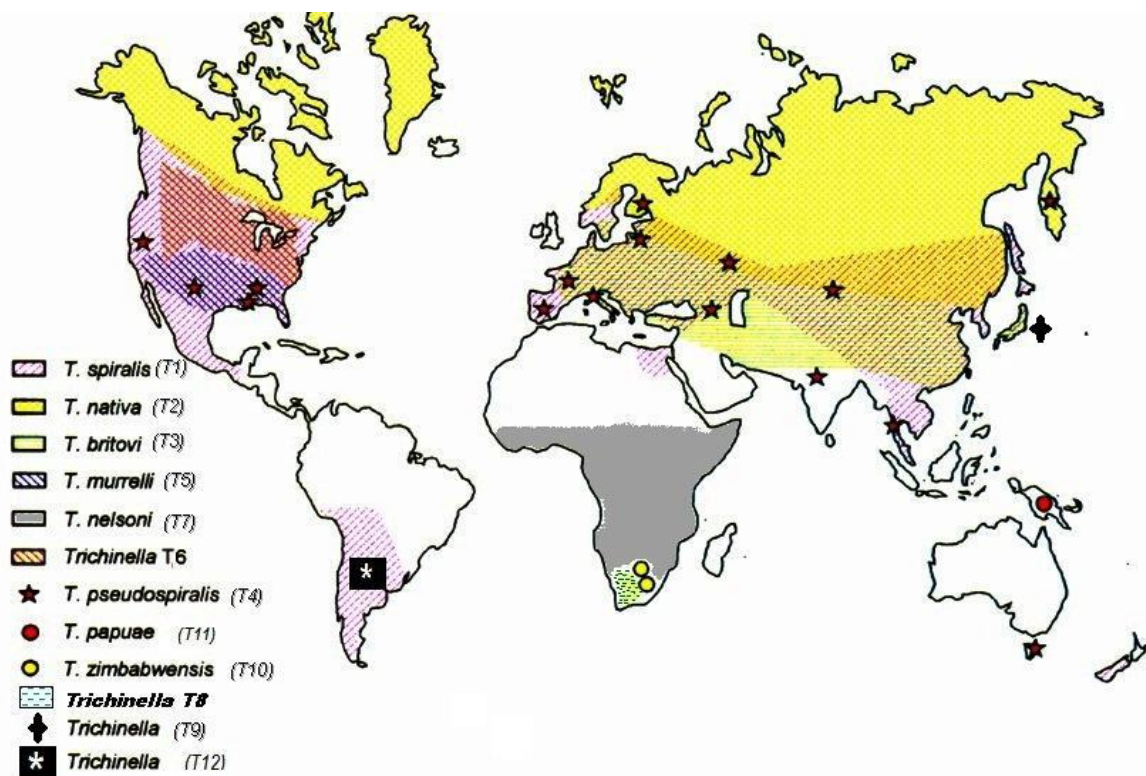 T. spiralis (T1)
T. nativa (T2)
T. britovi (T3)
T. murrelli (T5)
T. nelsoni (T7)
Trichinella T6
T. pseudospiralis (T4)
T. papuae (T11)
T. zimbabwensis (T10)
Trichinella T8
Trichinella (T9)
Trichinella (T12)